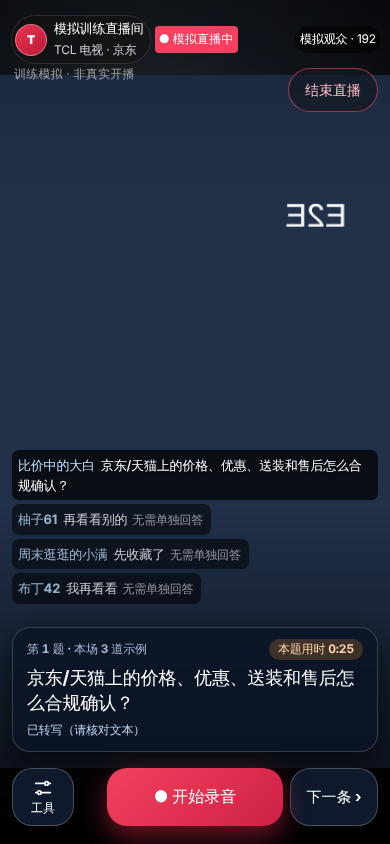 T
模拟训练直播间
TCL 电视 · 京东
模拟直播中
模拟观众 · 192
训练模拟 · 非真实开播
结束直播
E2E
比价中的大白 京东/天猫上的价格、优惠、送装和售后怎么合
规确认？
柚子61 再看看别的 无需单独回答
周末逛逛的小满 先收藏了 无需单独回答
布丁42 我再看看 无需单独回答
第 1 题 · 本场 3 道示例
本题用时 0:25
京东/天猫上的价格、优惠、送装和售后怎
么合规确认？
已转写（请核对文本）
工具
开始录音
下一条 ›